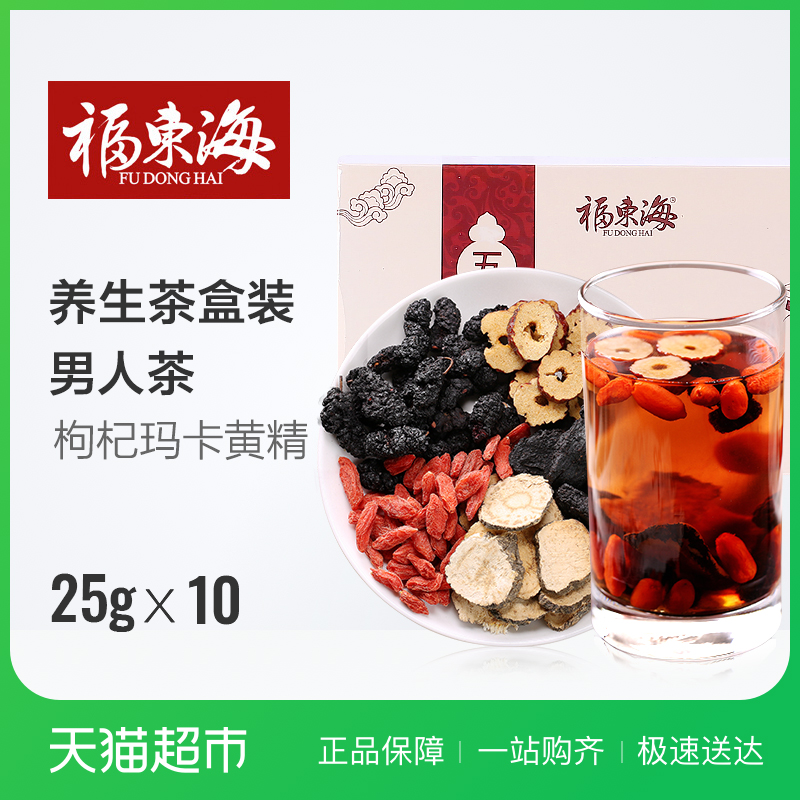 福東海
FU DONG HAI
福東海®
FU DONG HAI
五
养生茶盒装
男人茶
枸杞玛卡黄精
25g X 10
天猫超市
正品保障 | 一站购齐 | 极速送达